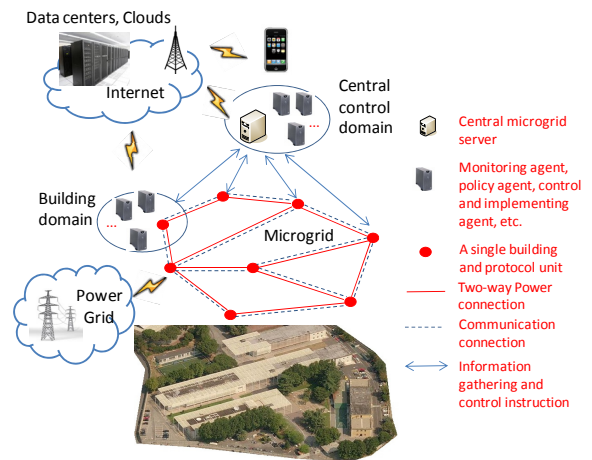 Data centers, Clouds
Internet
Central
control
domain
...
Building
domain
...
Microgrid
Power
Grid
Central microgrid
server
Monitoring agent,
policy agent, control
and implementing
agent, etc.
A single building
and protocol unit
Two-way Power
connection
Communication
connection
Information
gathering and
control instruction